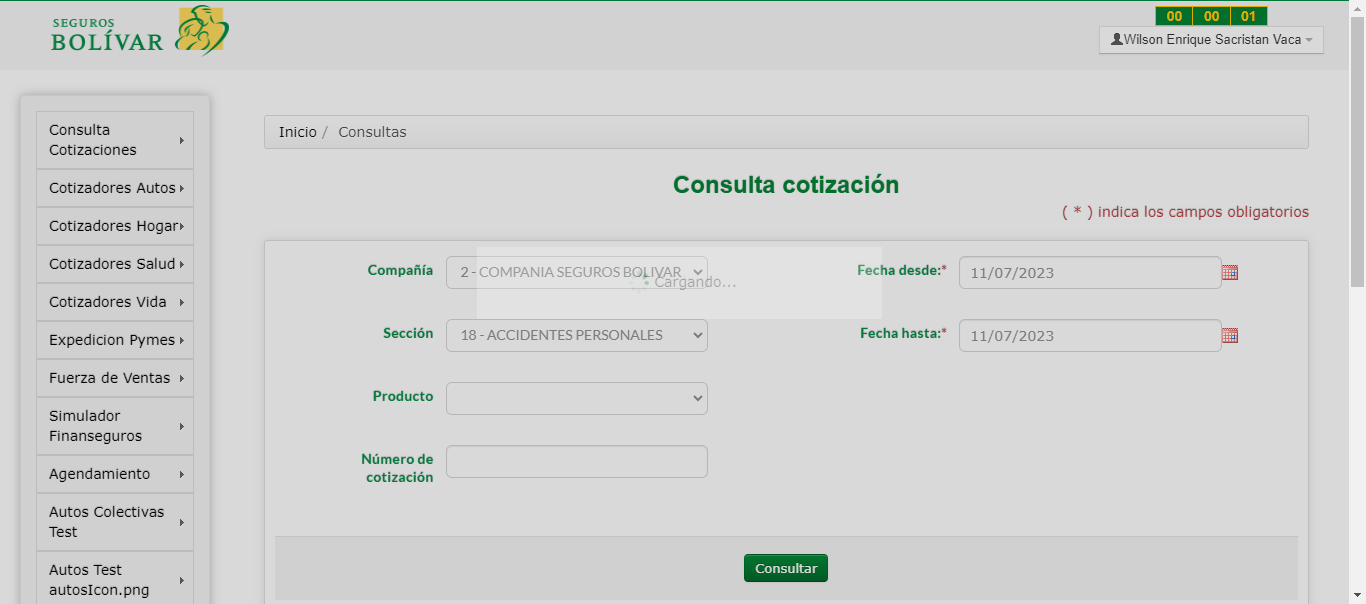 SEGUROS
BOLÍVAR
00 00 01
Wilson Enrique Sacristan Vaca
Consulta
Cotizaciones
Cotizadores Autos
Cotizadores Hogar
Cotizadores Salud
Cotizadores Vida
Expedicion Pymes
Fuerza de Ventas
Simulador
Finanseguros
Agendamiento
Autos Colectivas
Test
Autos Test
autosIcon.png
Inicio / Consultas
Consulta cotización
( * ) indica los campos obligatorios
Compañía 2 - COMPANIA SEGUROS BOLIVAR Fecha desde:* 11/07/2023
Cargando...
Sección 18 - ACCIDENTES PERSONALES Fecha hasta:* 11/07/2023
Producto
Número de
cotización
Consultar